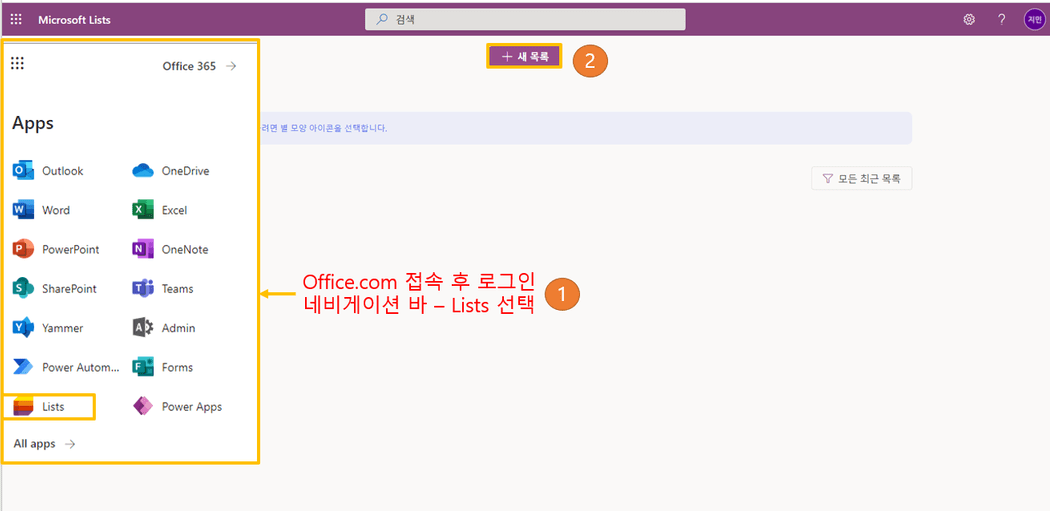 Microsoft Lists
검색
?
지민
Office 365 →
+ 새 목록
2
Apps
려면 별 모양 아이콘을 선택합니다.
Outlook
OneDrive
모든 최근 목록
Word
Excel
PowerPoint
OneNote
SharePoint
Teams
Office.com 접속 후 로그인
네비게이션 바 – Lists 선택
1
Yammer
Admin
Power Autom...
Forms
Lists
Power Apps
All apps →